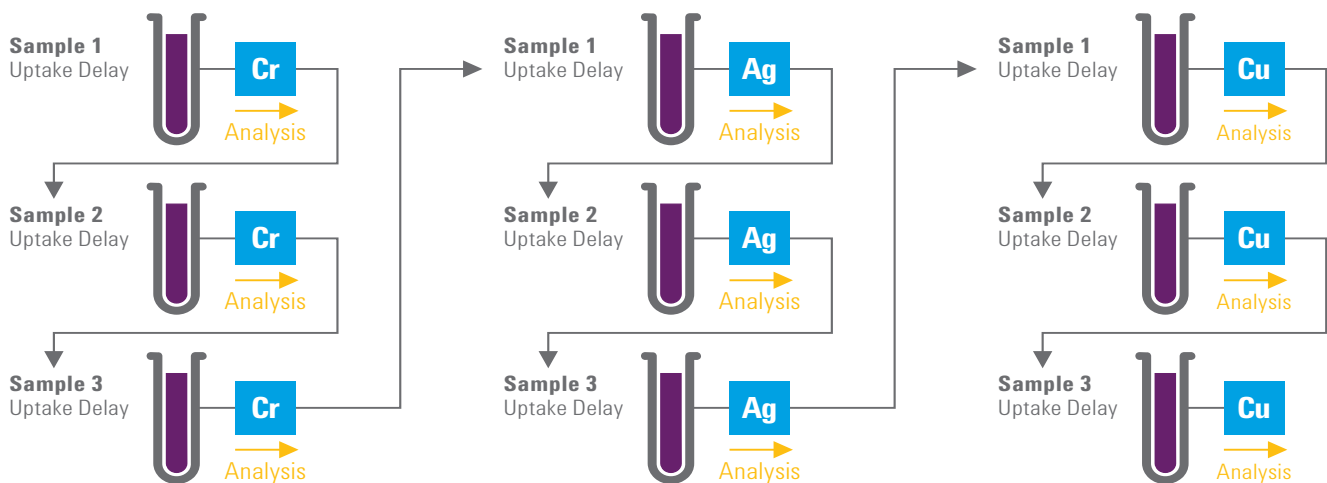 Sample 1
Uptake Delay
Cr
Analysis
Sample 2
Uptake Delay
Cr
Analysis
Sample 3
Uptake Delay
Cr
Analysis
Sample 1
Uptake Delay
Ag
Analysis
Sample 2
Uptake Delay
Ag
Analysis
Sample 3
Uptake Delay
Ag
Analysis
Sample 1
Uptake Delay
Cu
Analysis
Sample 2
Uptake Delay
Cu
Analysis
Sample 3
Uptake Delay
Cu
Analysis